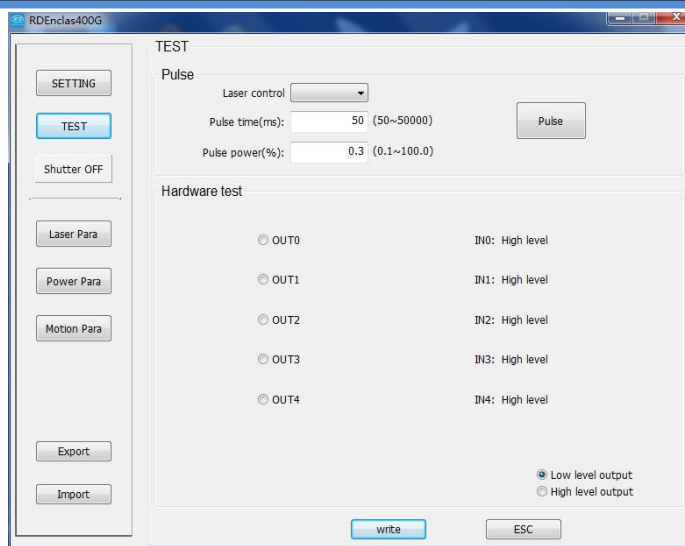 RDEnclas400G
SETTING
TEST
Shutter OFF
Laser Para
Power Para
Motion Para
Export
Import
TEST
Pulse
Laser control
Pulse time(ms): 50 (50~50000)
Pulse power(%): 0.3 (0.1~100.0)
Pulse
Hardware test
OUT0 IN0: High level
OUT1 IN1: High level
OUT2 IN2: High level
OUT3 IN3: High level
OUT4 IN4: High level
Low level output
High level output
write ESC